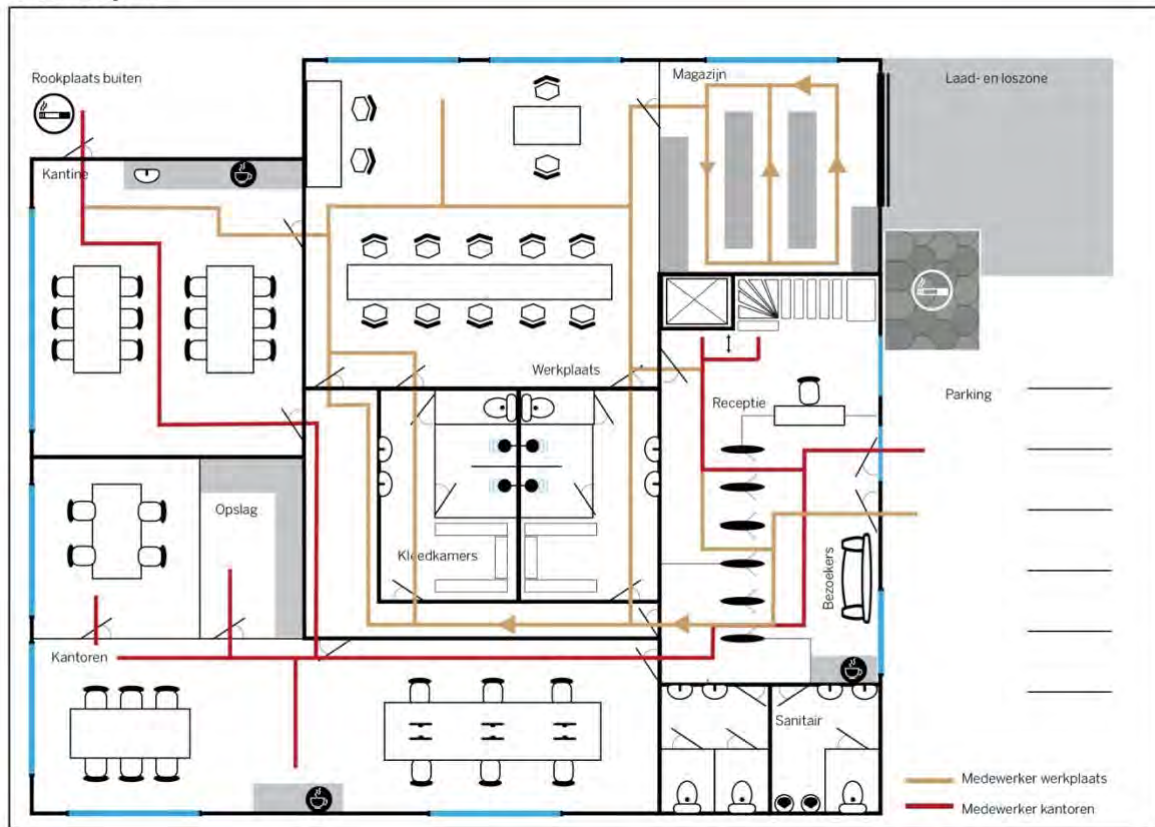 Rookplaats buiten
Magazijn
Laad- en loszone
Kantine
Werkplaats
Receptie
Parking
Opslag
Kleedkamers
Bezoekers
Kantoren
Sanitair
Medewerker werkplaats
Medewerker kantoren